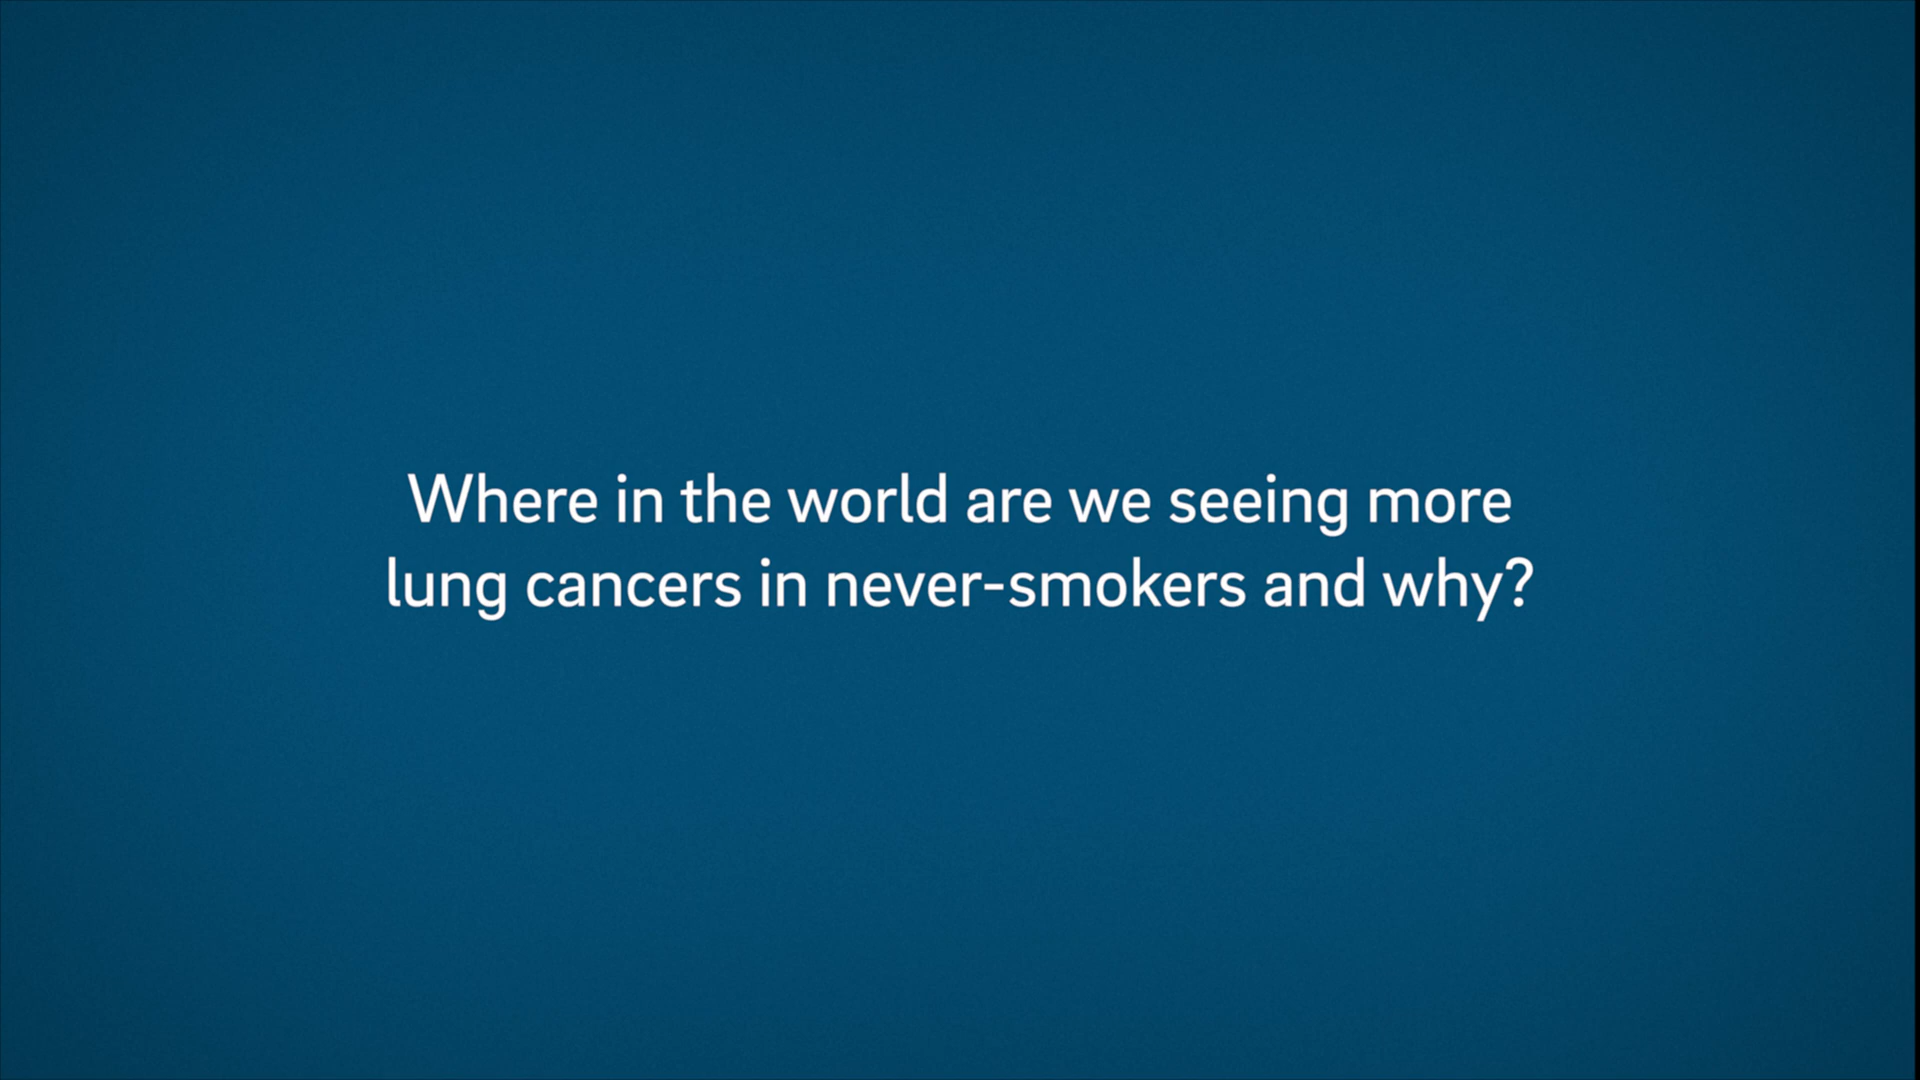 Where in the world are we seeing more
lung cancers in never-smokers and why?